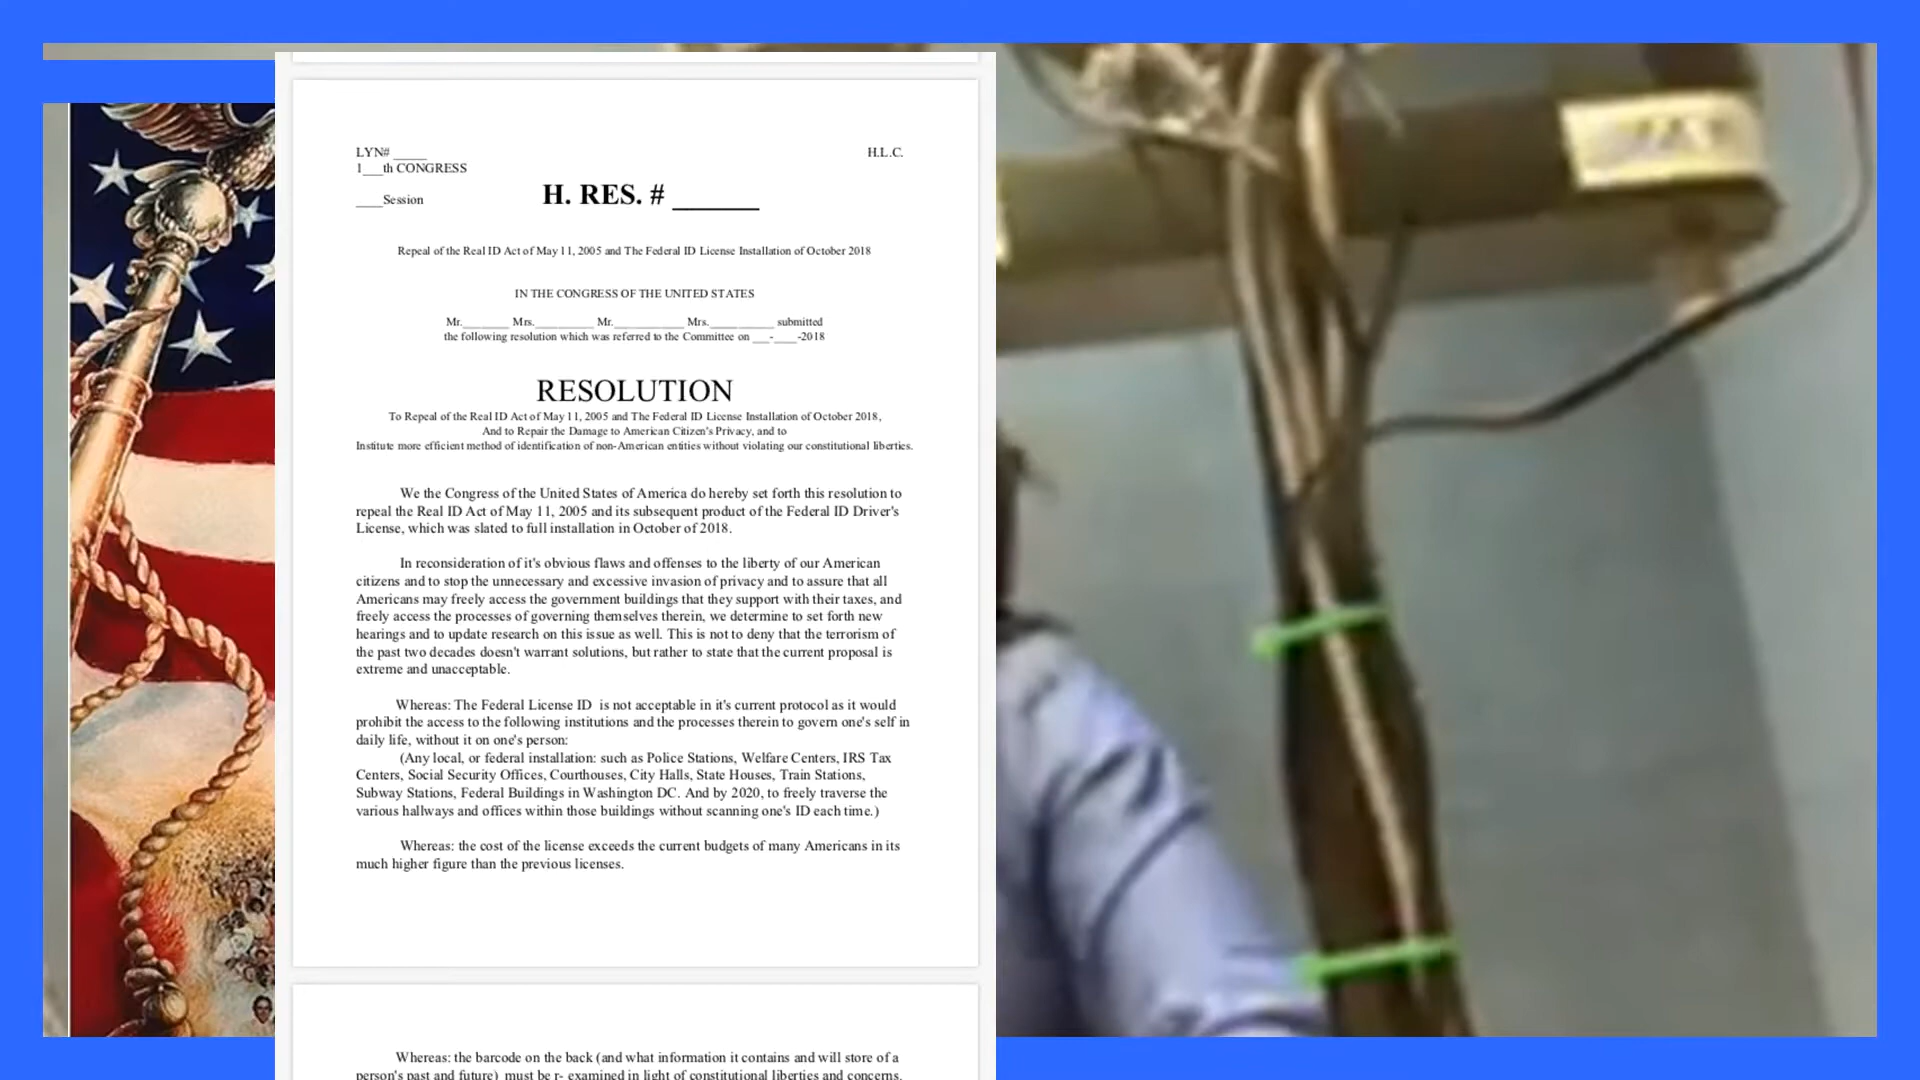 LYN# _____
H.L.C.
1___th CONGRESS
____Session
H. RES. # ______
Repeal of the Real ID Act of May 11, 2005 and The Federal ID License Installation of October 2018
IN THE CONGRESS OF THE UNITED STATES
Mr.________ Mrs.__________ Mr.____________ Mrs.___________ submitted
the following resolution which was referred to the Committee on ___-____-2018
RESOLUTION
To Repeal of the Real ID Act of May 11, 2005 and The Federal ID License Installation of October 2018,
And to Repair the Damage to American Citizen's Privacy, and to
Institute more efficient method of identification of non-American entities without violating our constitutional liberties.
We the Congress of the United States of America do hereby set forth this resolution to
repeal the Real ID Act of May 11, 2005 and its subsequent product of the Federal ID Driver's
License, which was slated to full installation in October of 2018.
In reconsideration of it's obvious flaws and offenses to the liberty of our American
citizens and to stop the unnecessary and excessive invasion of privacy and to assure that all
Americans may freely access the government buildings that they support with their taxes, and
freely access the processes of governing themselves therein, we determine to set forth new
hearings and to update research on this issue as well. This is not to deny that the terrorism of
the past two decades doesn't warrant solutions, but rather to state that the current proposal is
extreme and unacceptable.
Whereas: The Federal License ID is not acceptable in it's current protocol as it would
prohibit the access to the following institutions and the processes therein to govern one's self in
daily life, without it on one's person:
(Any local, or federal installation: such as Police Stations, Welfare Centers, IRS Tax
Centers, Social Security Offices, Courthouses, City Halls, State Houses, Train Stations,
Subway Stations, Federal Buildings in Washington DC. And by 2020, to freely traverse the
various hallways and offices within those buildings without scanning one's ID each time.)
Whereas: the cost of the license exceeds the current budgets of many Americans in its
much higher figure than the previous licenses.
Whereas: the barcode on the back (and what information it contains and will store of a
person's past and future) must be r- examined in light of constitutional liberties and concerns.